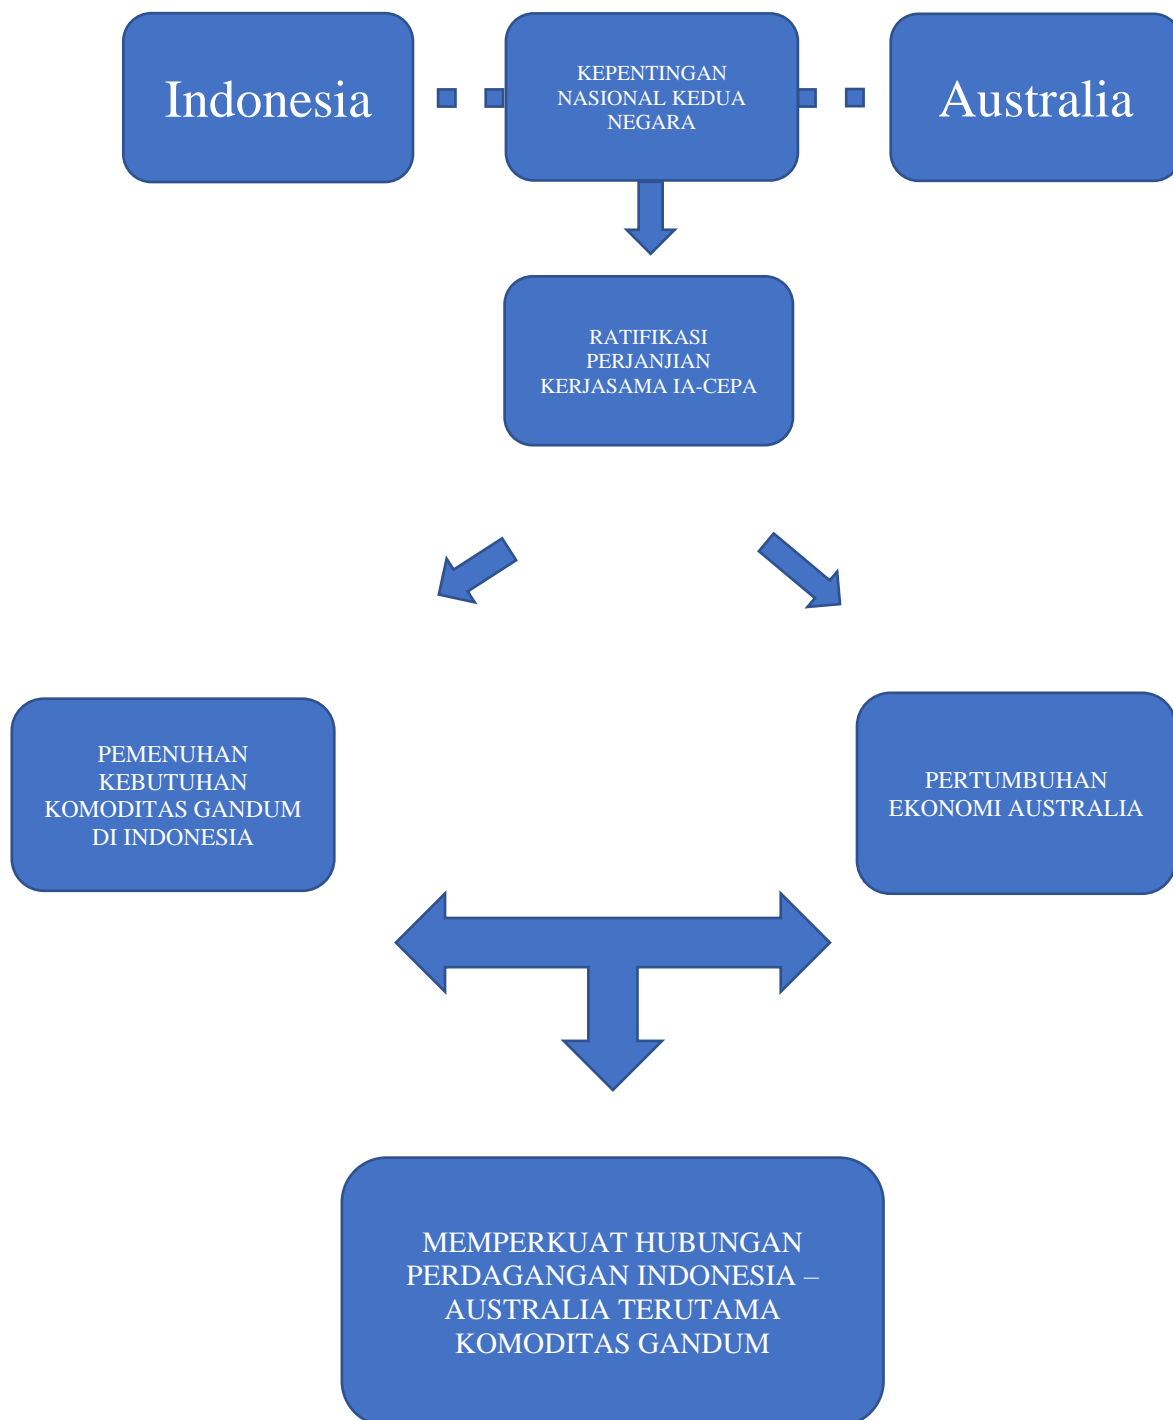 Indonesia
KEPENTINGAN
NASIONAL KEDUA
NEGARA
Australia
RATIFIKASI
PERJANJIAN
KERJASAMA IA-CEPA
PEMENUHAN
KEBUTUHAN
KOMODITAS GANDUM
DI INDONESIA
PERTUMBUHAN
EKONOMI AUSTRALIA
MEMPERKUAT HUBUNGAN
PERDAGANGAN INDONESIA –
AUSTRALIA TERUTAMA
KOMODITAS GANDUM